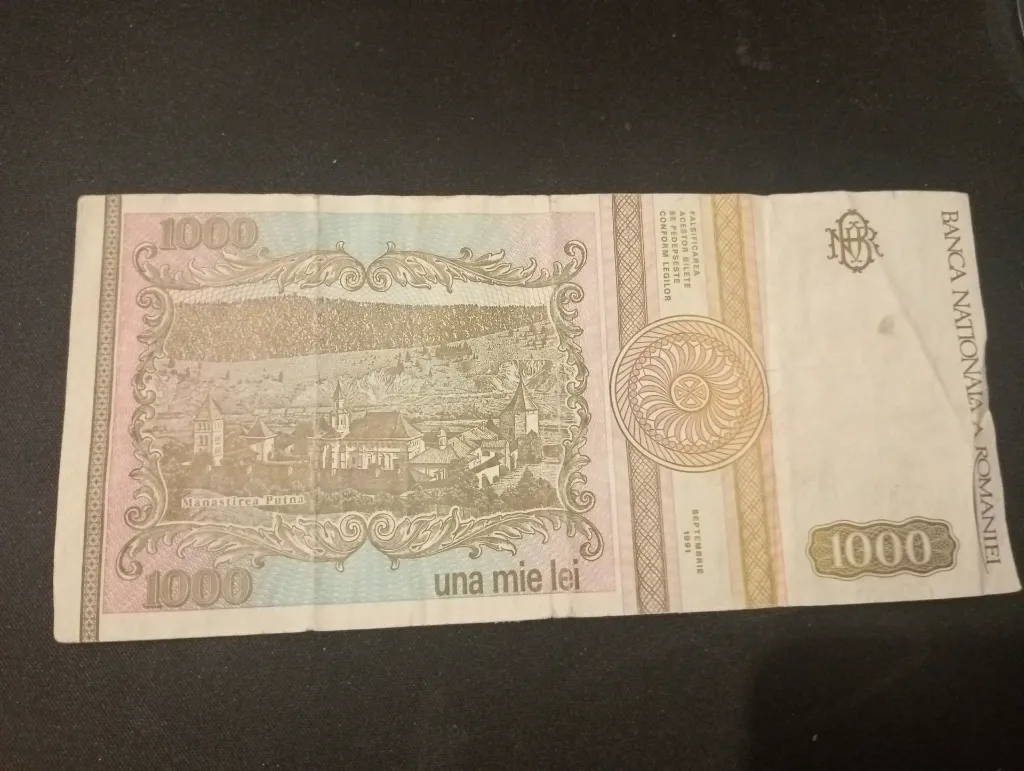 1000
Manastirea Putna
1000
una mie lei
FALSIFICAREA
ACESTOR BILETE
SE PEDEPSESTE
CONFORM LEGILOR
SEPTEMBRIE
1991
BNR
BANCA NATIONALA A ROMANIEI
1000